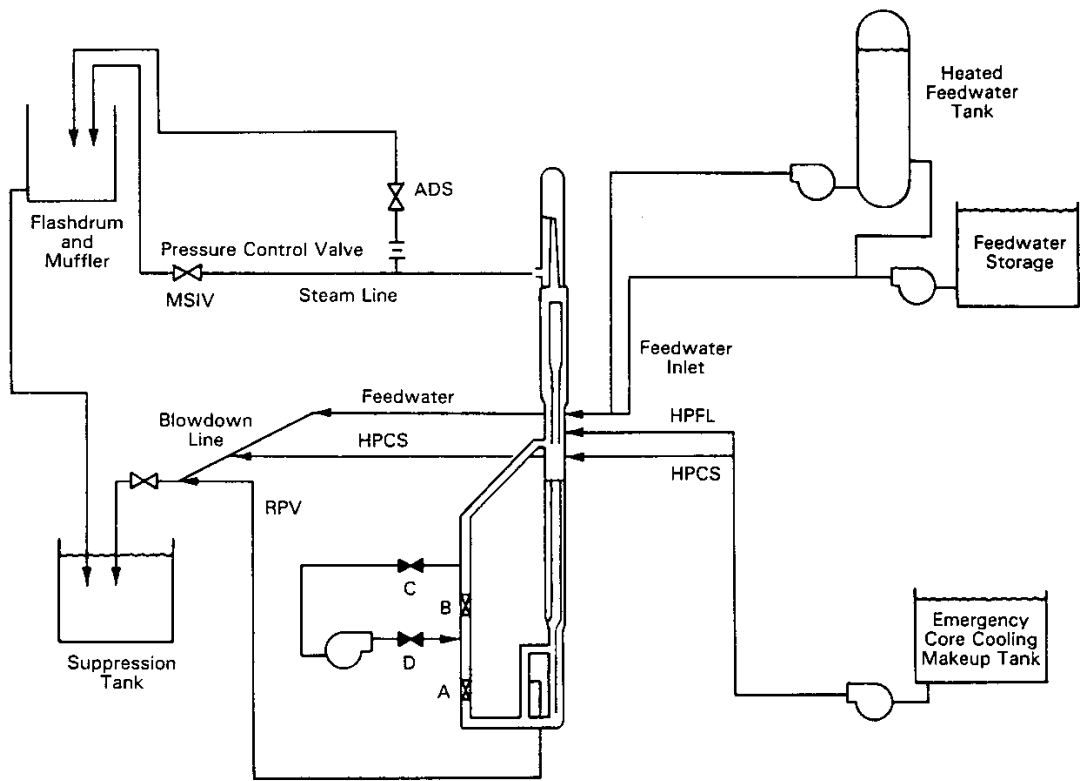 Heated
Feedwater
Tank
ADS
Flashdrum
and
Muffler
Pressure Control Valve
MSIV
Steam Line
Feedwater
Storage
Feedwater
Inlet
Feedwater
Blowdown
Line
HPFL
HPCS
HPCS
RPV
C
B
D
A
Suppression
Tank
Emergency
Core Cooling
Makeup Tank